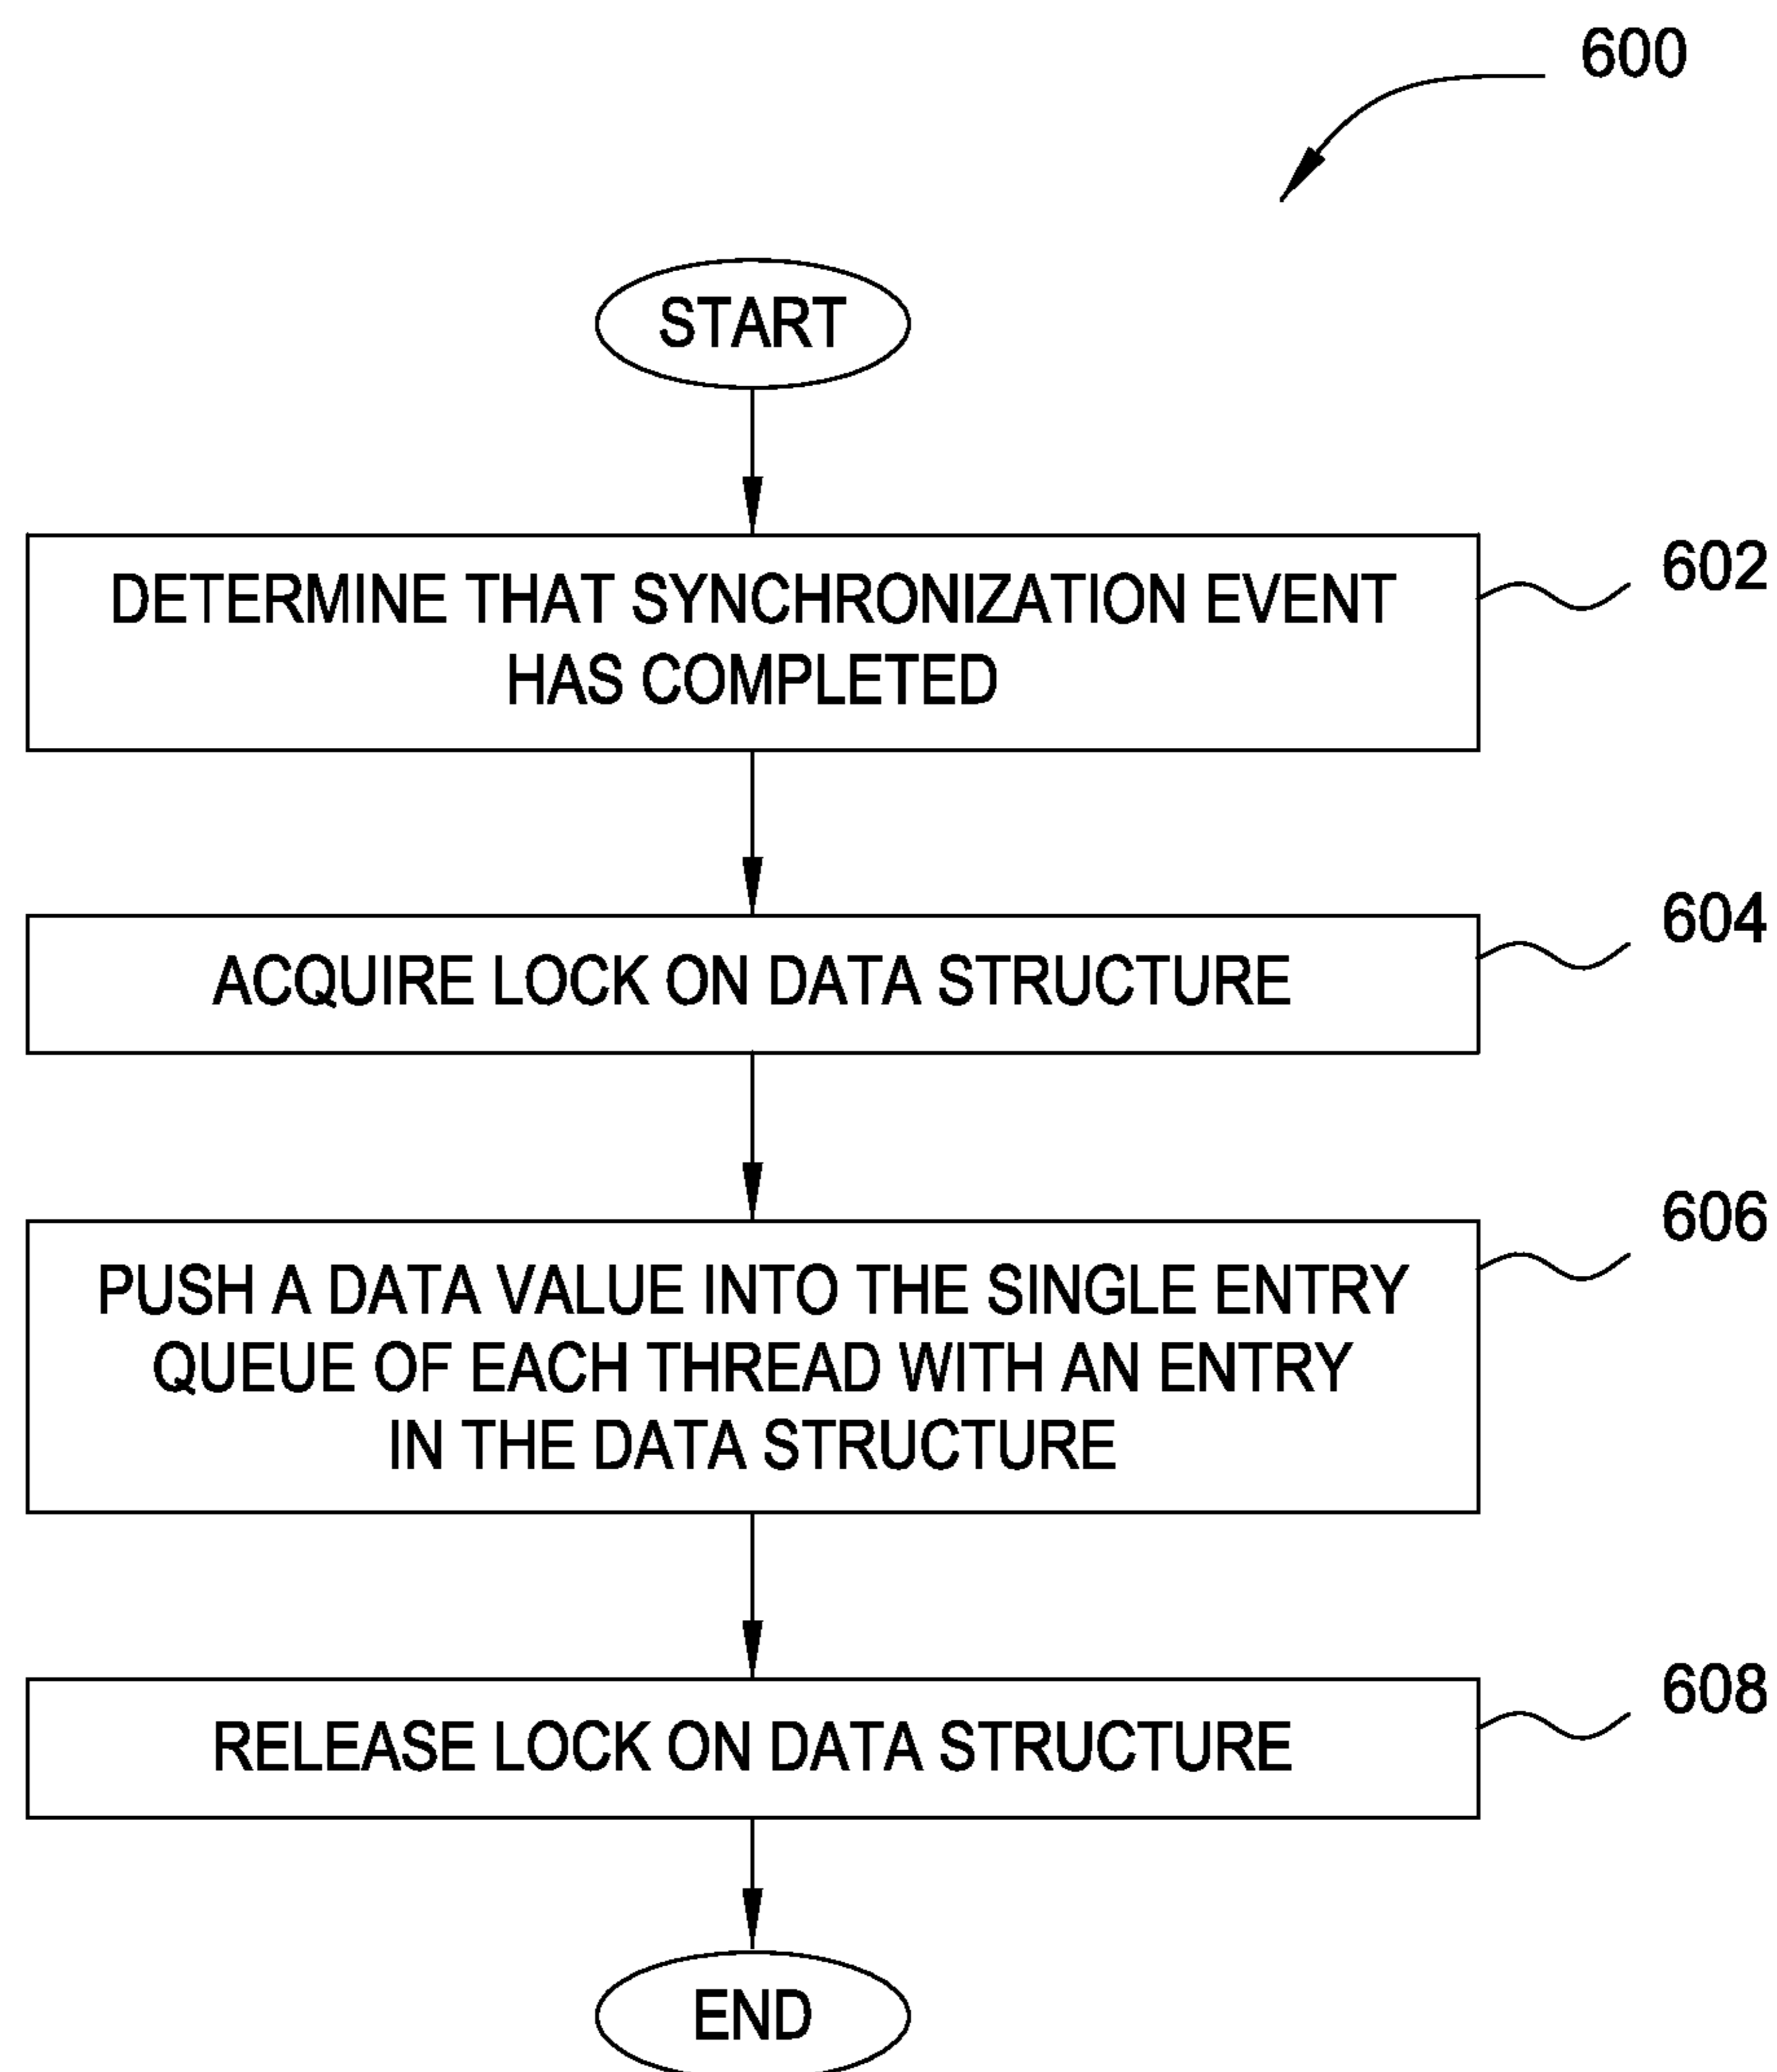 600
START
DETERMINE THAT SYNCHRONIZATION EVENT
HAS COMPLETED
602
ACQUIRE LOCK ON DATA STRUCTURE
604
PUSH A DATA VALUE INTO THE SINGLE ENTRY
QUEUE OF EACH THREAD WITH AN ENTRY
IN THE DATA STRUCTURE
606
RELEASE LOCK ON DATA STRUCTURE
608
END